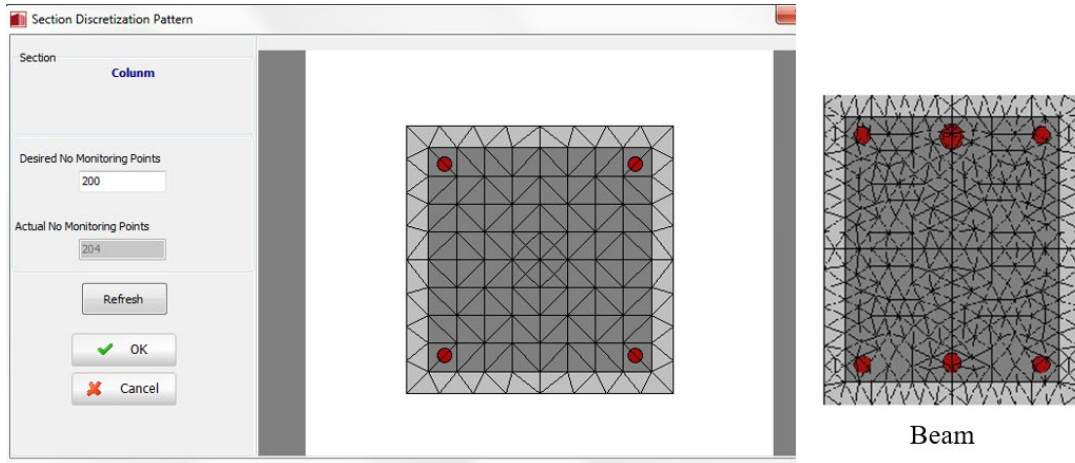 Section Discretization Pattern
Section
Colunm
Desired No Monitoring Points
200
Actual No Monitoring Points
204
Refresh
OK
Cancel
Beam